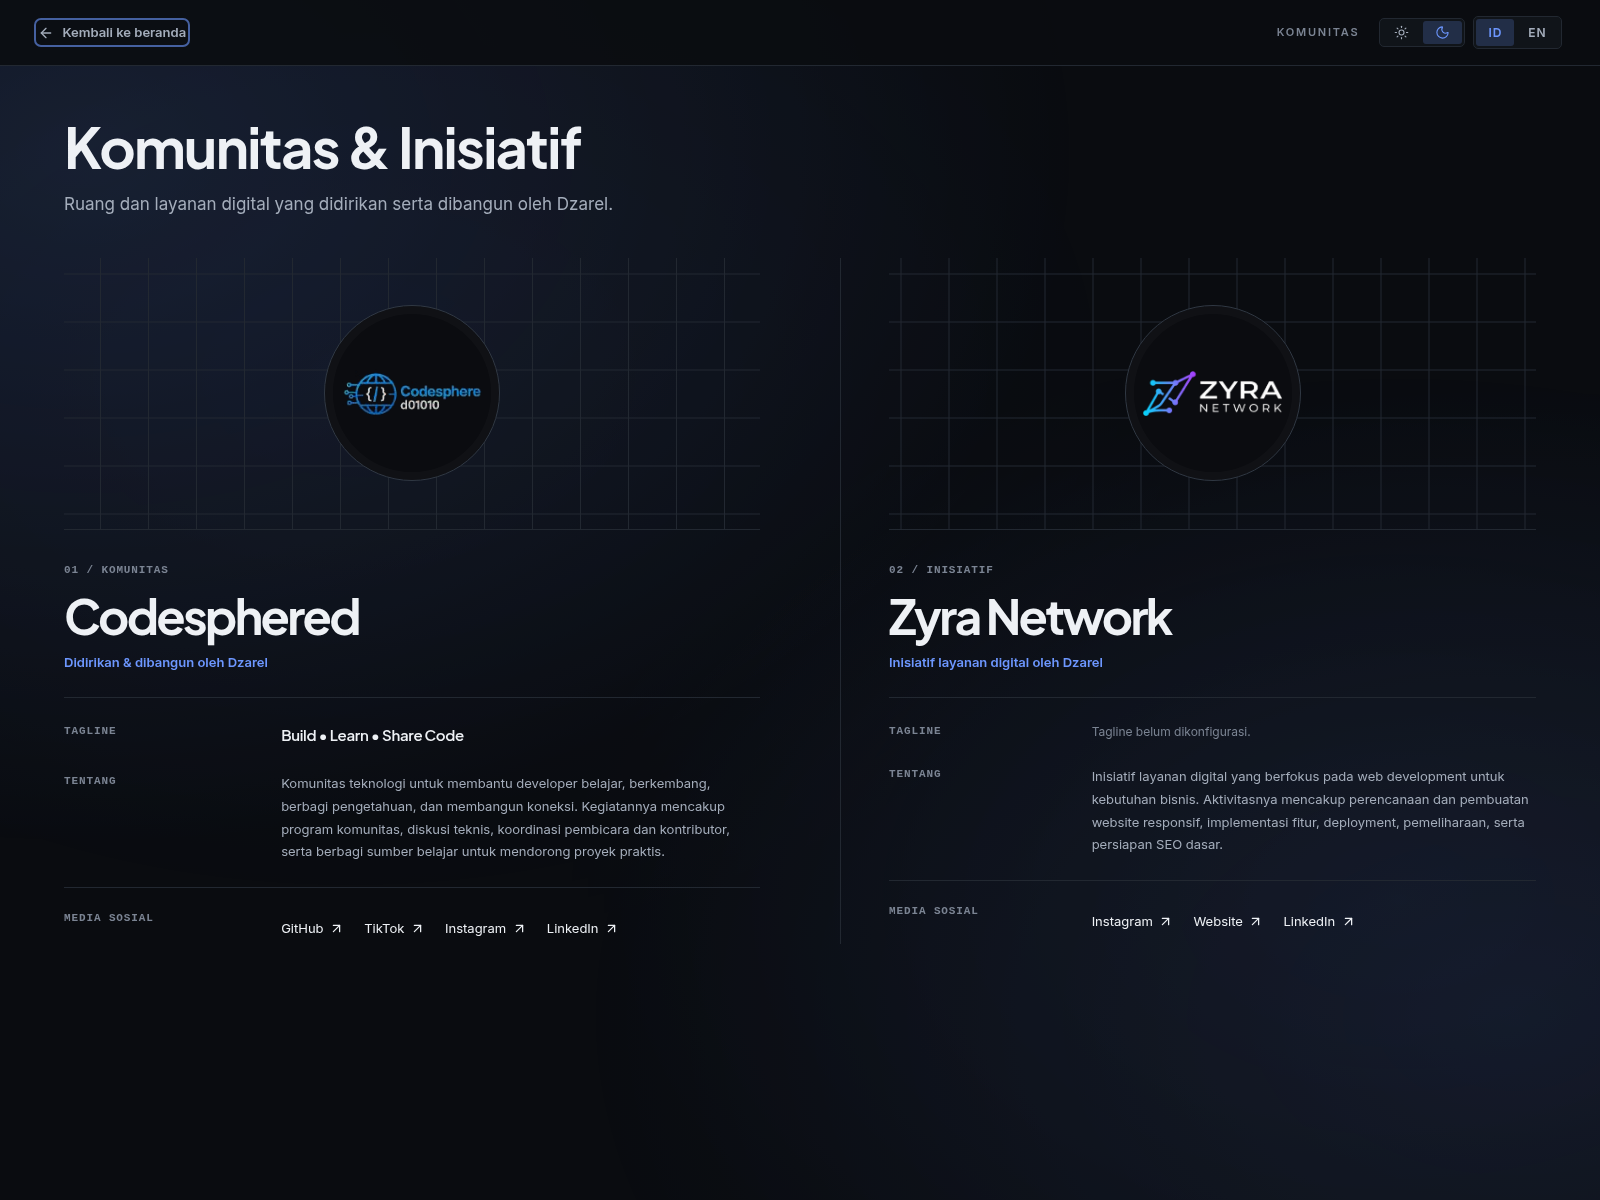 Kembali ke beranda
KOMUNITAS
ID
EN
Komunitas & Inisiatif
Ruang dan layanan digital yang didirikan serta dibangun oleh Dzarel.
{/}
Codesphere
d01010
01 / KOMUNITAS
Codesphered
Didirikan & dibangun oleh Dzarel
TAGLINE
Build • Learn • Share Code
TENTANG
Komunitas teknologi untuk membantu developer belajar, berkembang,
berbagi pengetahuan, dan membangun koneksi. Kegiatannya mencakup
program komunitas, diskusi teknis, koordinasi pembicara dan kontributor,
serta berbagi sumber belajar untuk mendorong proyek praktis.
MEDIA SOSIAL
GitHub
TikTok
Instagram
LinkedIn
ZYRA
NETWORK
02 / INISIATIF
Zyra Network
Inisiatif layanan digital oleh Dzarel
TAGLINE
Tagline belum dikonfigurasi.
TENTANG
Inisiatif layanan digital yang berfokus pada web development untuk
kebutuhan bisnis. Aktivitasnya mencakup perencanaan dan pembuatan
website responsif, implementasi fitur, deployment, pemeliharaan, serta
persiapan SEO dasar.
MEDIA SOSIAL
Instagram
Website
LinkedIn